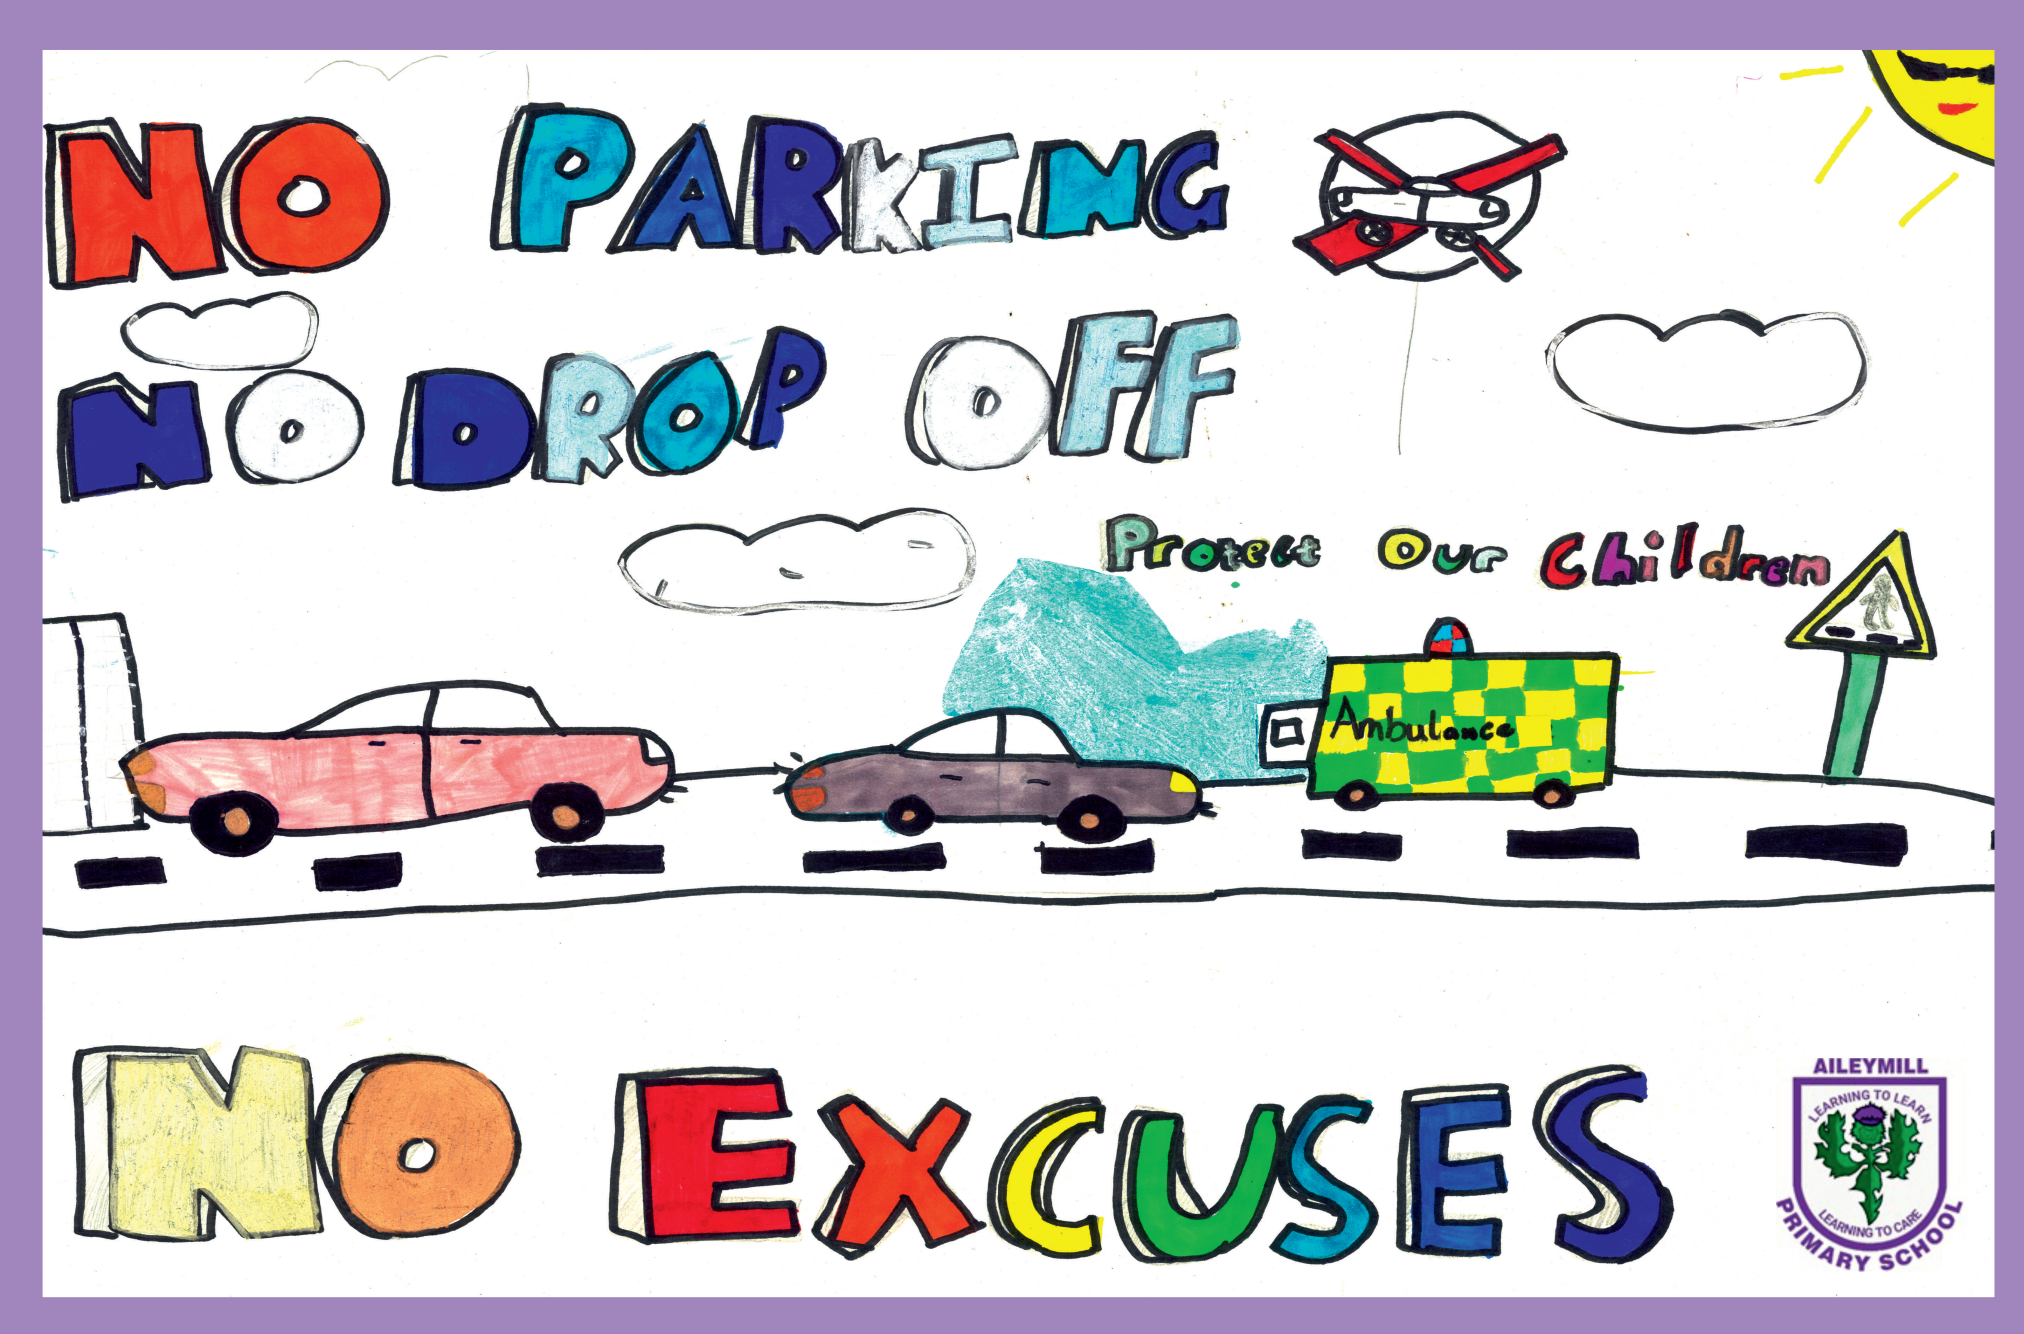 NO PARKING
NO DROP OFF
Protect Our Children
Ambulance
NO EXCUSES
AILEYMILL
LEARNING TO LEARN
LEARNING TO CARE
PRIMARY SCHOOL